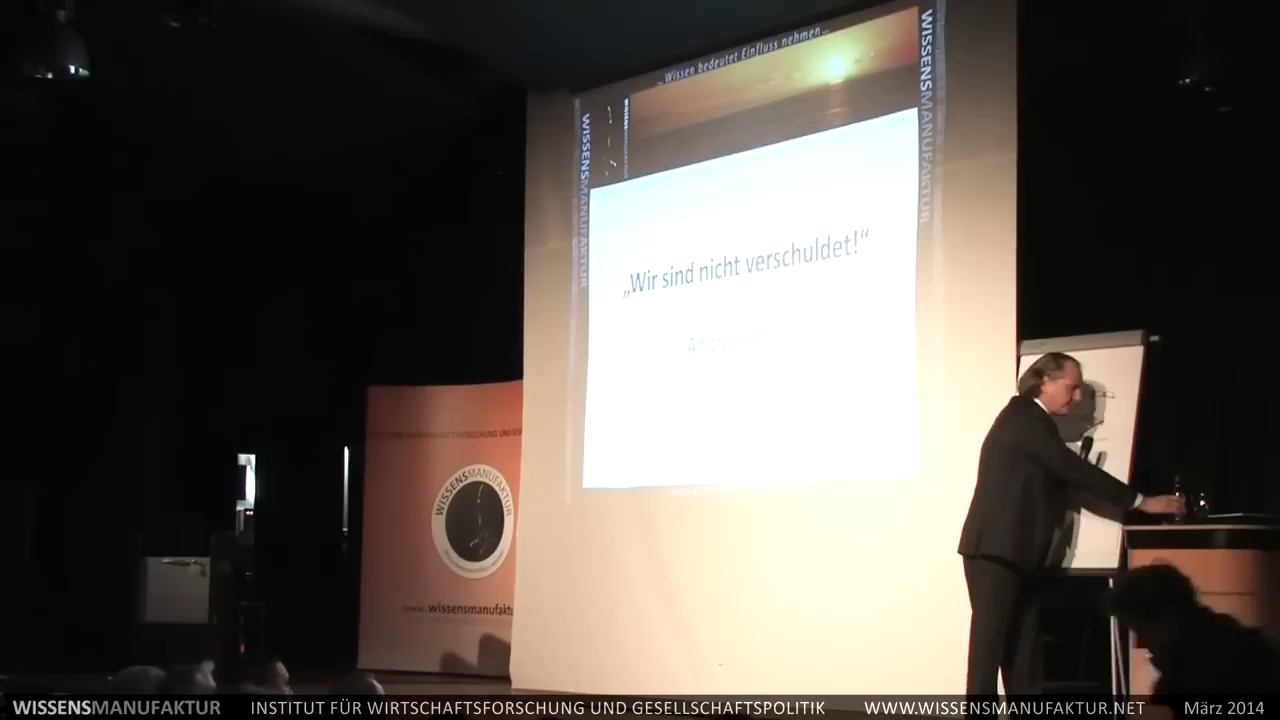 ... Wissen bedeutet Einfluss nehmen...
WISSENSMANUFAKTUR
WISSENSMANUFAKTUR
WISSENSMANUFAKTUR
„Wir sind nicht verschuldet!“
WISSENSMANUFAKTUR
www.wissensmanufaktu
WISSENSMANUFAKTUR INSTITUT FÜR WIRTSCHAFTSFORSCHUNG UND GESELLSCHAFTSPOLITIK WWW.WISSENSMANUFAKTUR.NET März 2014